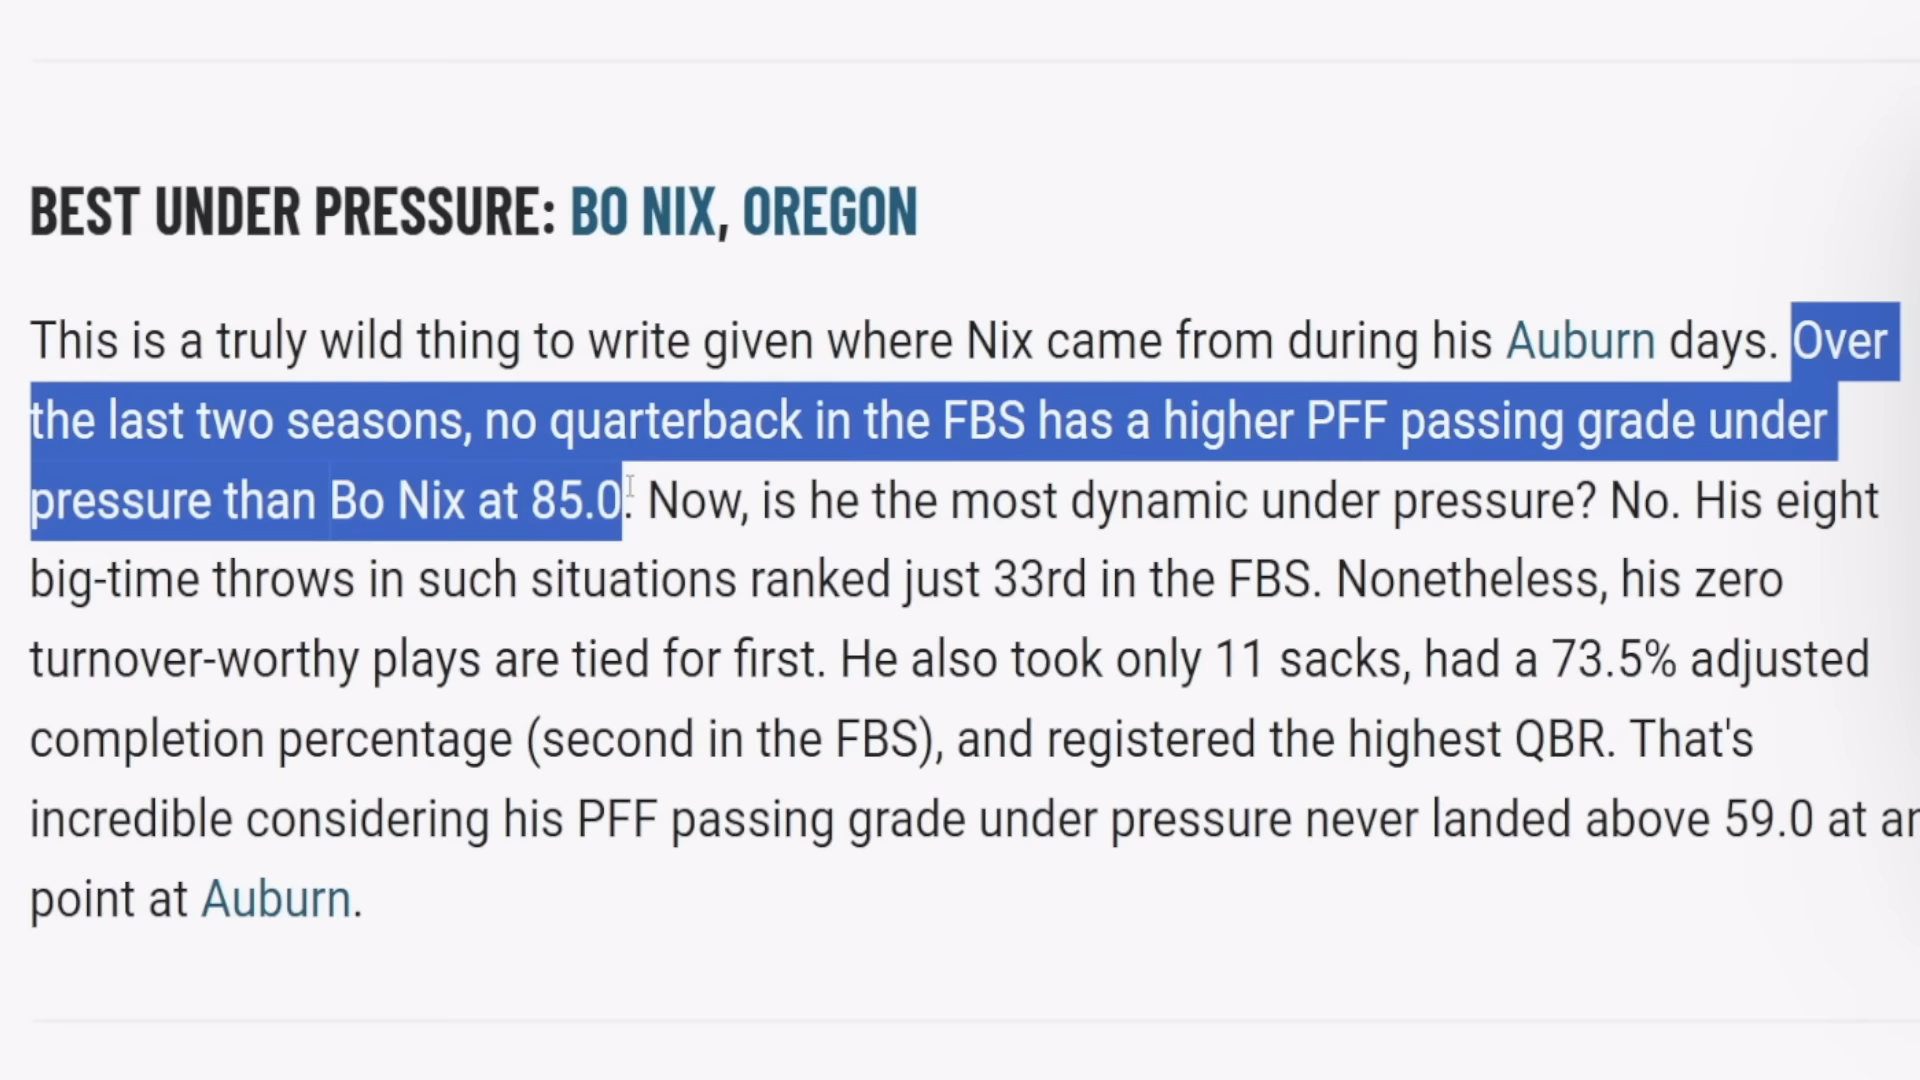 BEST UNDER PRESSURE: BO NIX, OREGON
This is a truly wild thing to write given where Nix came from during his Auburn days. Over
the last two seasons, no quarterback in the FBS has a higher PFF passing grade under
pressure than Bo Nix at 85.0. Now, is he the most dynamic under pressure? No. His eight
big-time throws in such situations ranked just 33rd in the FBS. Nonetheless, his zero
turnover-worthy plays are tied for first. He also took only 11 sacks, had a 73.5% adjusted
completion percentage (second in the FBS), and registered the highest QBR. That's
incredible considering his PFF passing grade under pressure never landed above 59.0 at
point at Auburn.